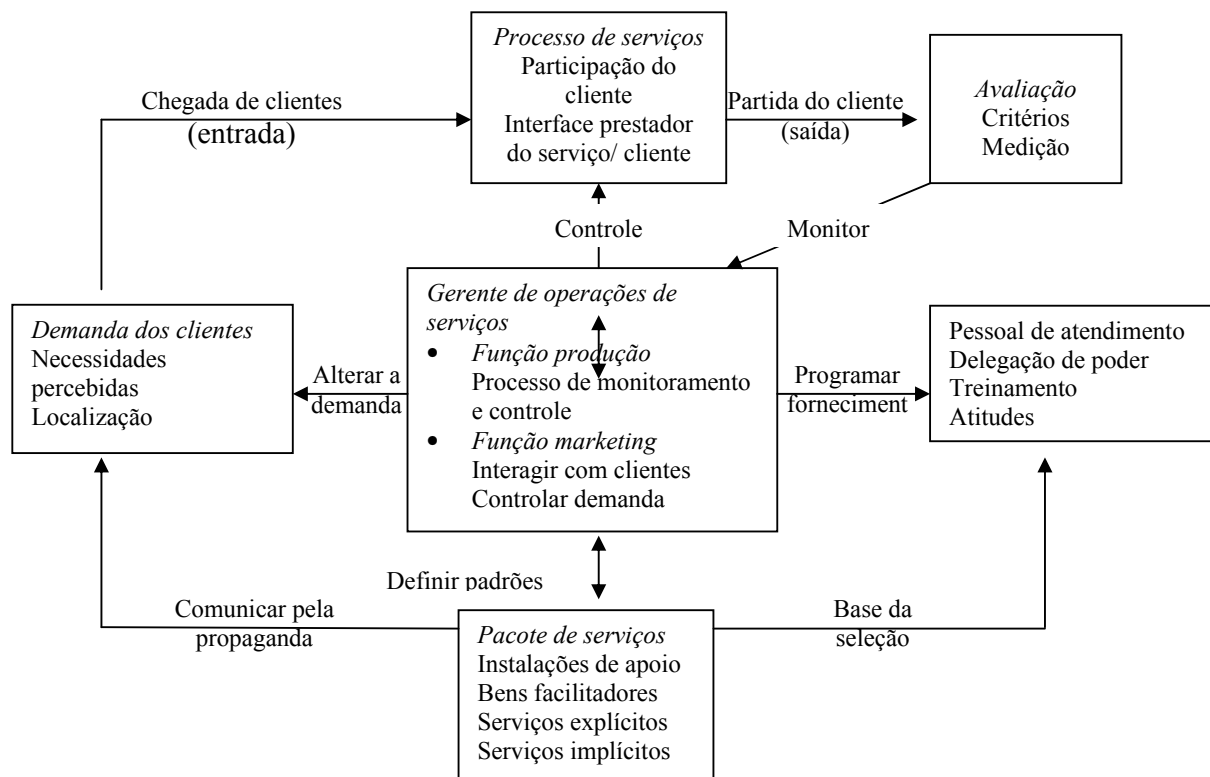 Processo de serviços
Participação do
cliente
Interface prestador
do serviço/ cliente
Chegada de clientes
(entrada)
Partida do cliente
(saída)
Avaliação
Critérios
Medição
Controle
Monitor
Gerente de operações de
serviços
• Função produção
Processo de monitoramento
e controle
• Função marketing
Interagir com clientes
Controlar demanda
Demanda dos clientes
Necessidades
percebidas
Localização
Alterar a
demanda
Programar
forneciment
Pessoal de atendimento
Delegação de poder
Treinamento
Atitudes
Definir padrões
Comunicar pela
propaganda
Base da
seleção
Pacote de serviços
Instalações de apoio
Bens facilitadores
Serviços explícitos
Serviços implícitos